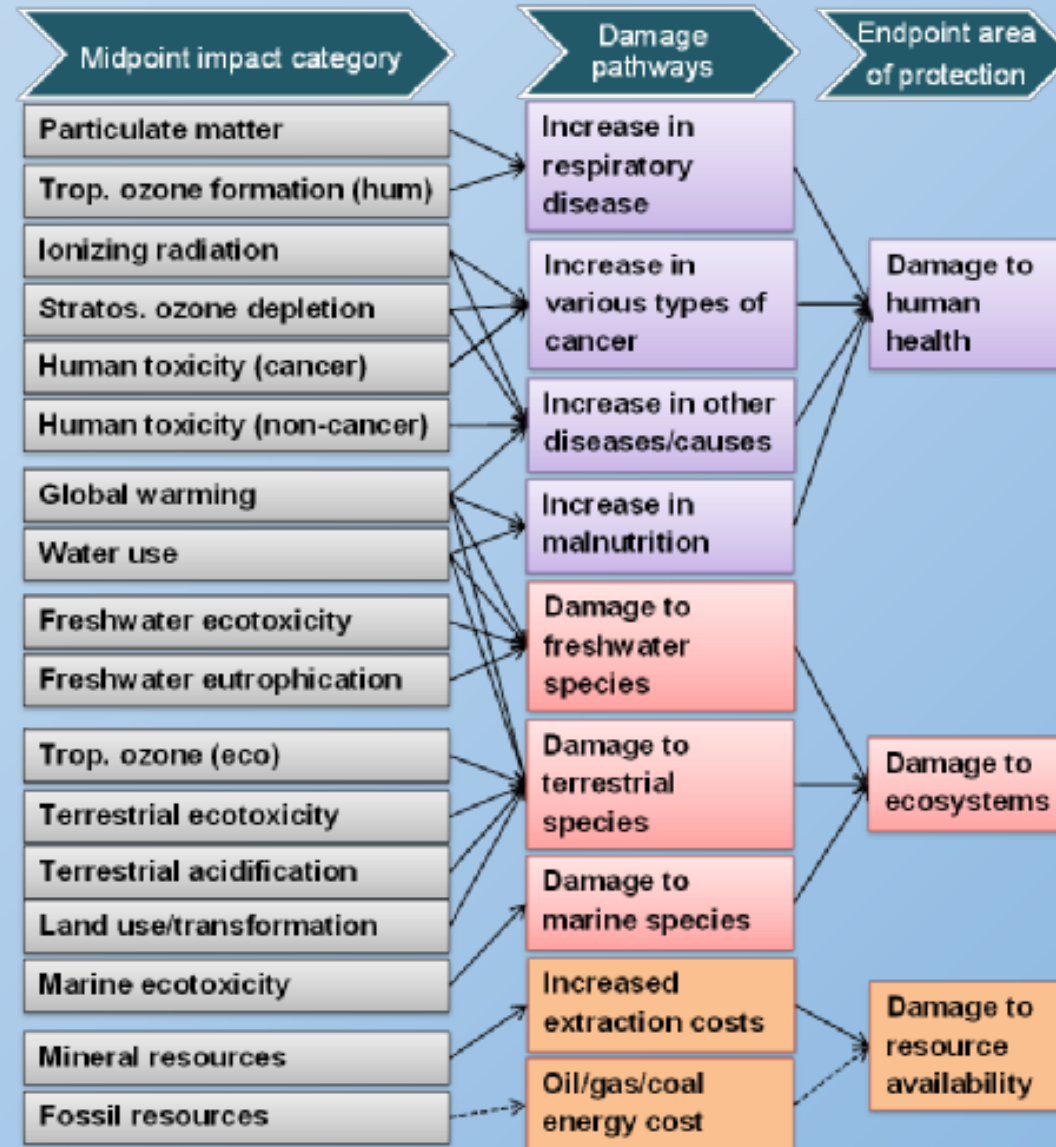 Midpoint impact category
Damage
pathways
Endpoint area
of protection
Particulate matter
Trop. ozone formation (hum)
Ionizing radiation
Stratos. ozone depletion
Human toxicity (cancer)
Human toxicity (non-cancer)
Global warming
Water use
Freshwater ecotoxicity
Freshwater eutrophication
Trop. ozone (eco)
Terrestrial ecotoxicity
Terrestrial acidification
Land use/transformation
Marine ecotoxicity
Mineral resources
Fossil resources
Increase in
respiratory
disease
Increase in
various types of
cancer
Increase in other
diseases/causes
Increase in
malnutrition
Damage to
freshwater
species
Damage to
terrestrial
species
Damage to
marine species
Increased
extraction costs
Oil/gas/coal
energy cost
Damage to
human
health
Damage to
ecosystems
Damage to
resource
availability